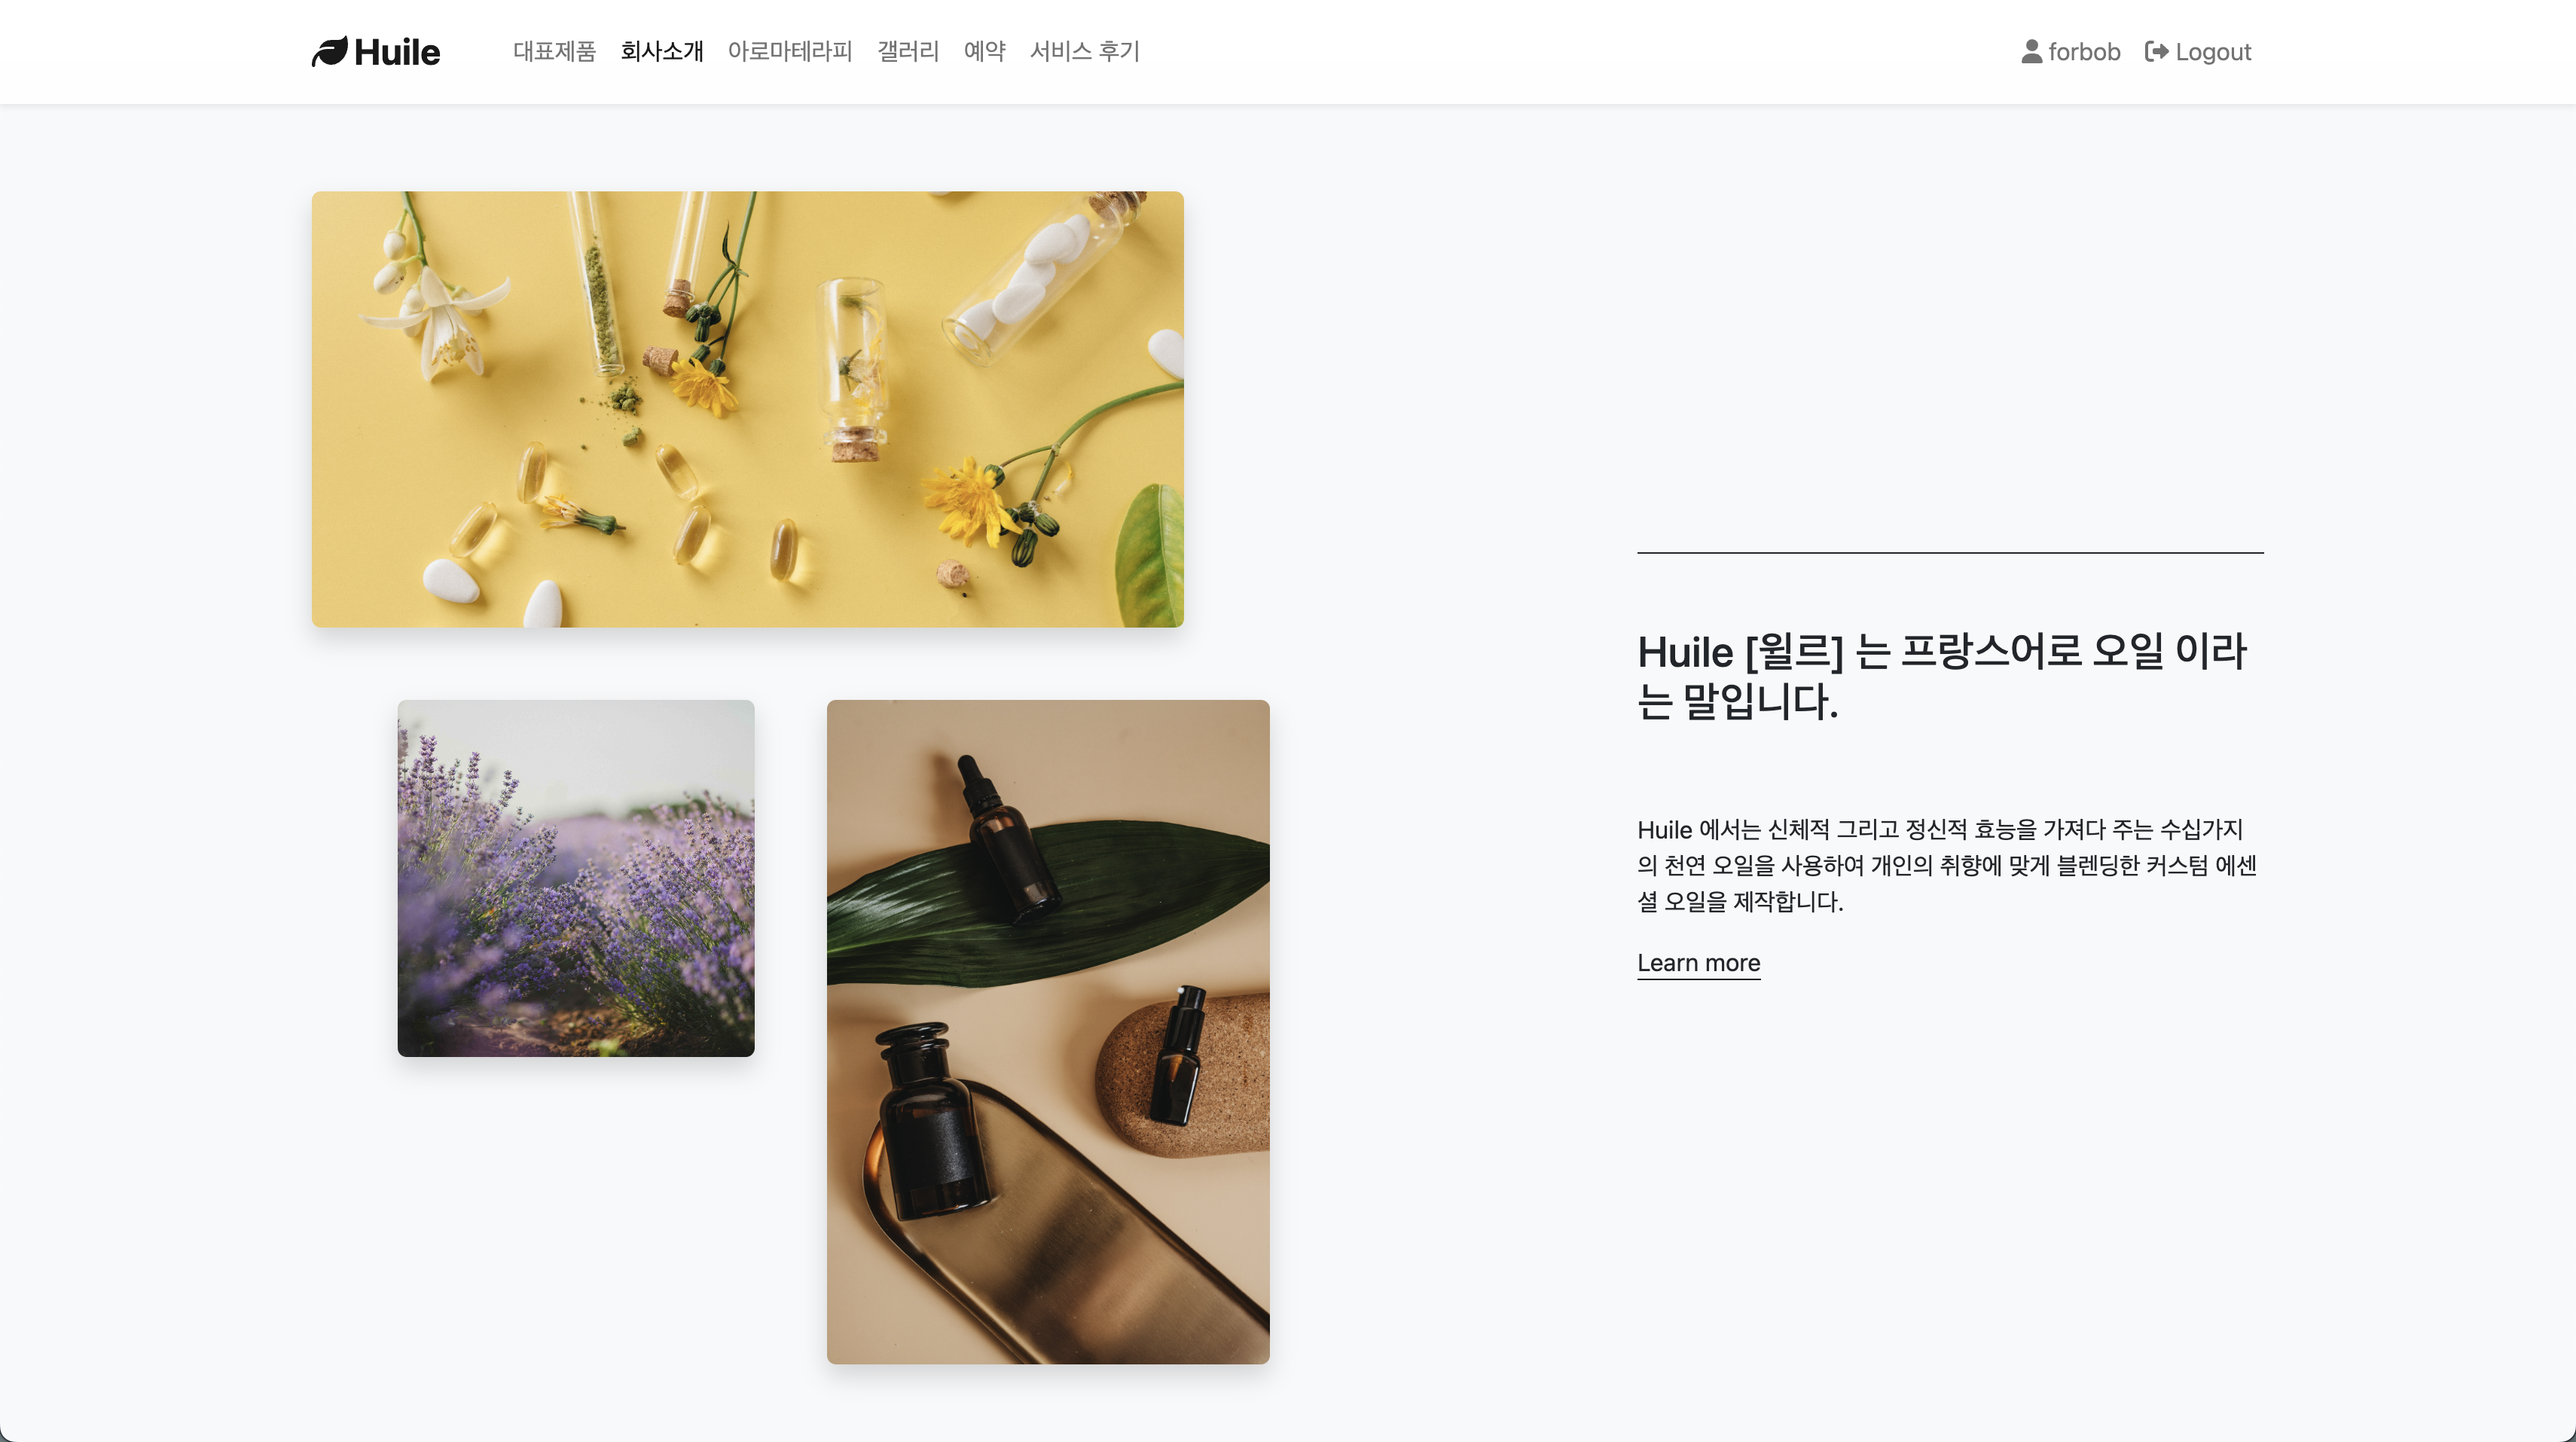 Huile
대표제품 회사소개 아로마테라피 갤러리 예약 서비스 후기
forbob Logout
Huile [윌르] 는 프랑스어로 오일 이라
는 말입니다.
Huile 에서는 신체적 그리고 정신적 효능을 가져다 주는 수십가지
의 천연 오일을 사용하여 개인의 취향에 맞게 블렌딩한 커스텀 에센
셜 오일을 제작합니다.
Learn more